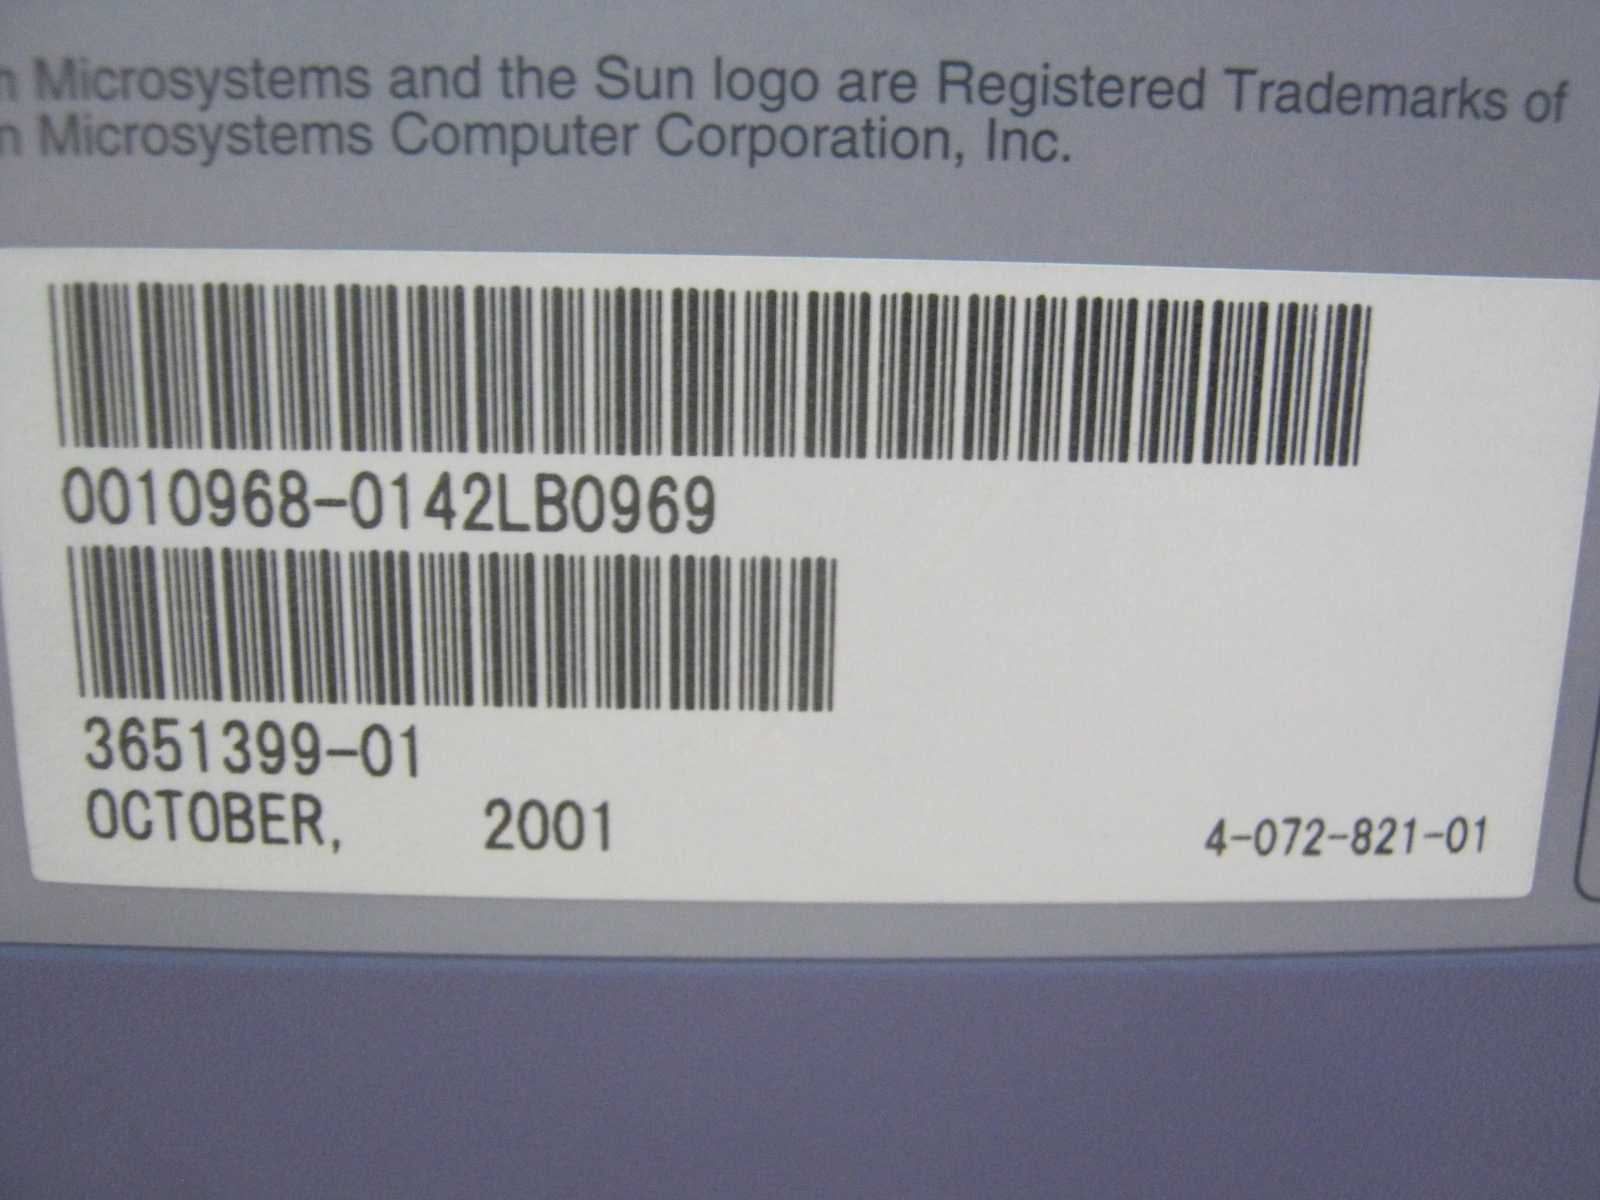 n Microsystems and the Sun logo are Registered Trademarks of
n Microsystems Computer Corporation, Inc.
0010968-0142LB0969
3651399-01
OCTOBER, 2001
4-072-821-01